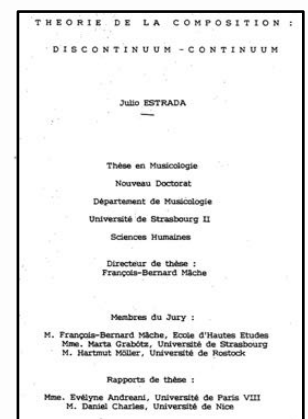 THEORIE DE LA COMPOSITION :
DISCONTINUUM - CONTINUUM
Julio ESTRADA
Thèse en Musicologie
Nouveau Doctorat
Département de Musicologie
Université de Strasbourg II
Sciences Humaines
Directeur de thèse :
François-Bernard Mâche
Membres du Jury :
M. François-Bernard Mâche, Ecole d'Hautes Etudes
Mme. Marta Grabótz, Université de Strasbourg
M. Hartmut Möller, Université de Rostock
Rapports de thèse :
Mme. Evélyne Andreani, Université de Paris VIII
M. Daniel Charles, Université de Nice